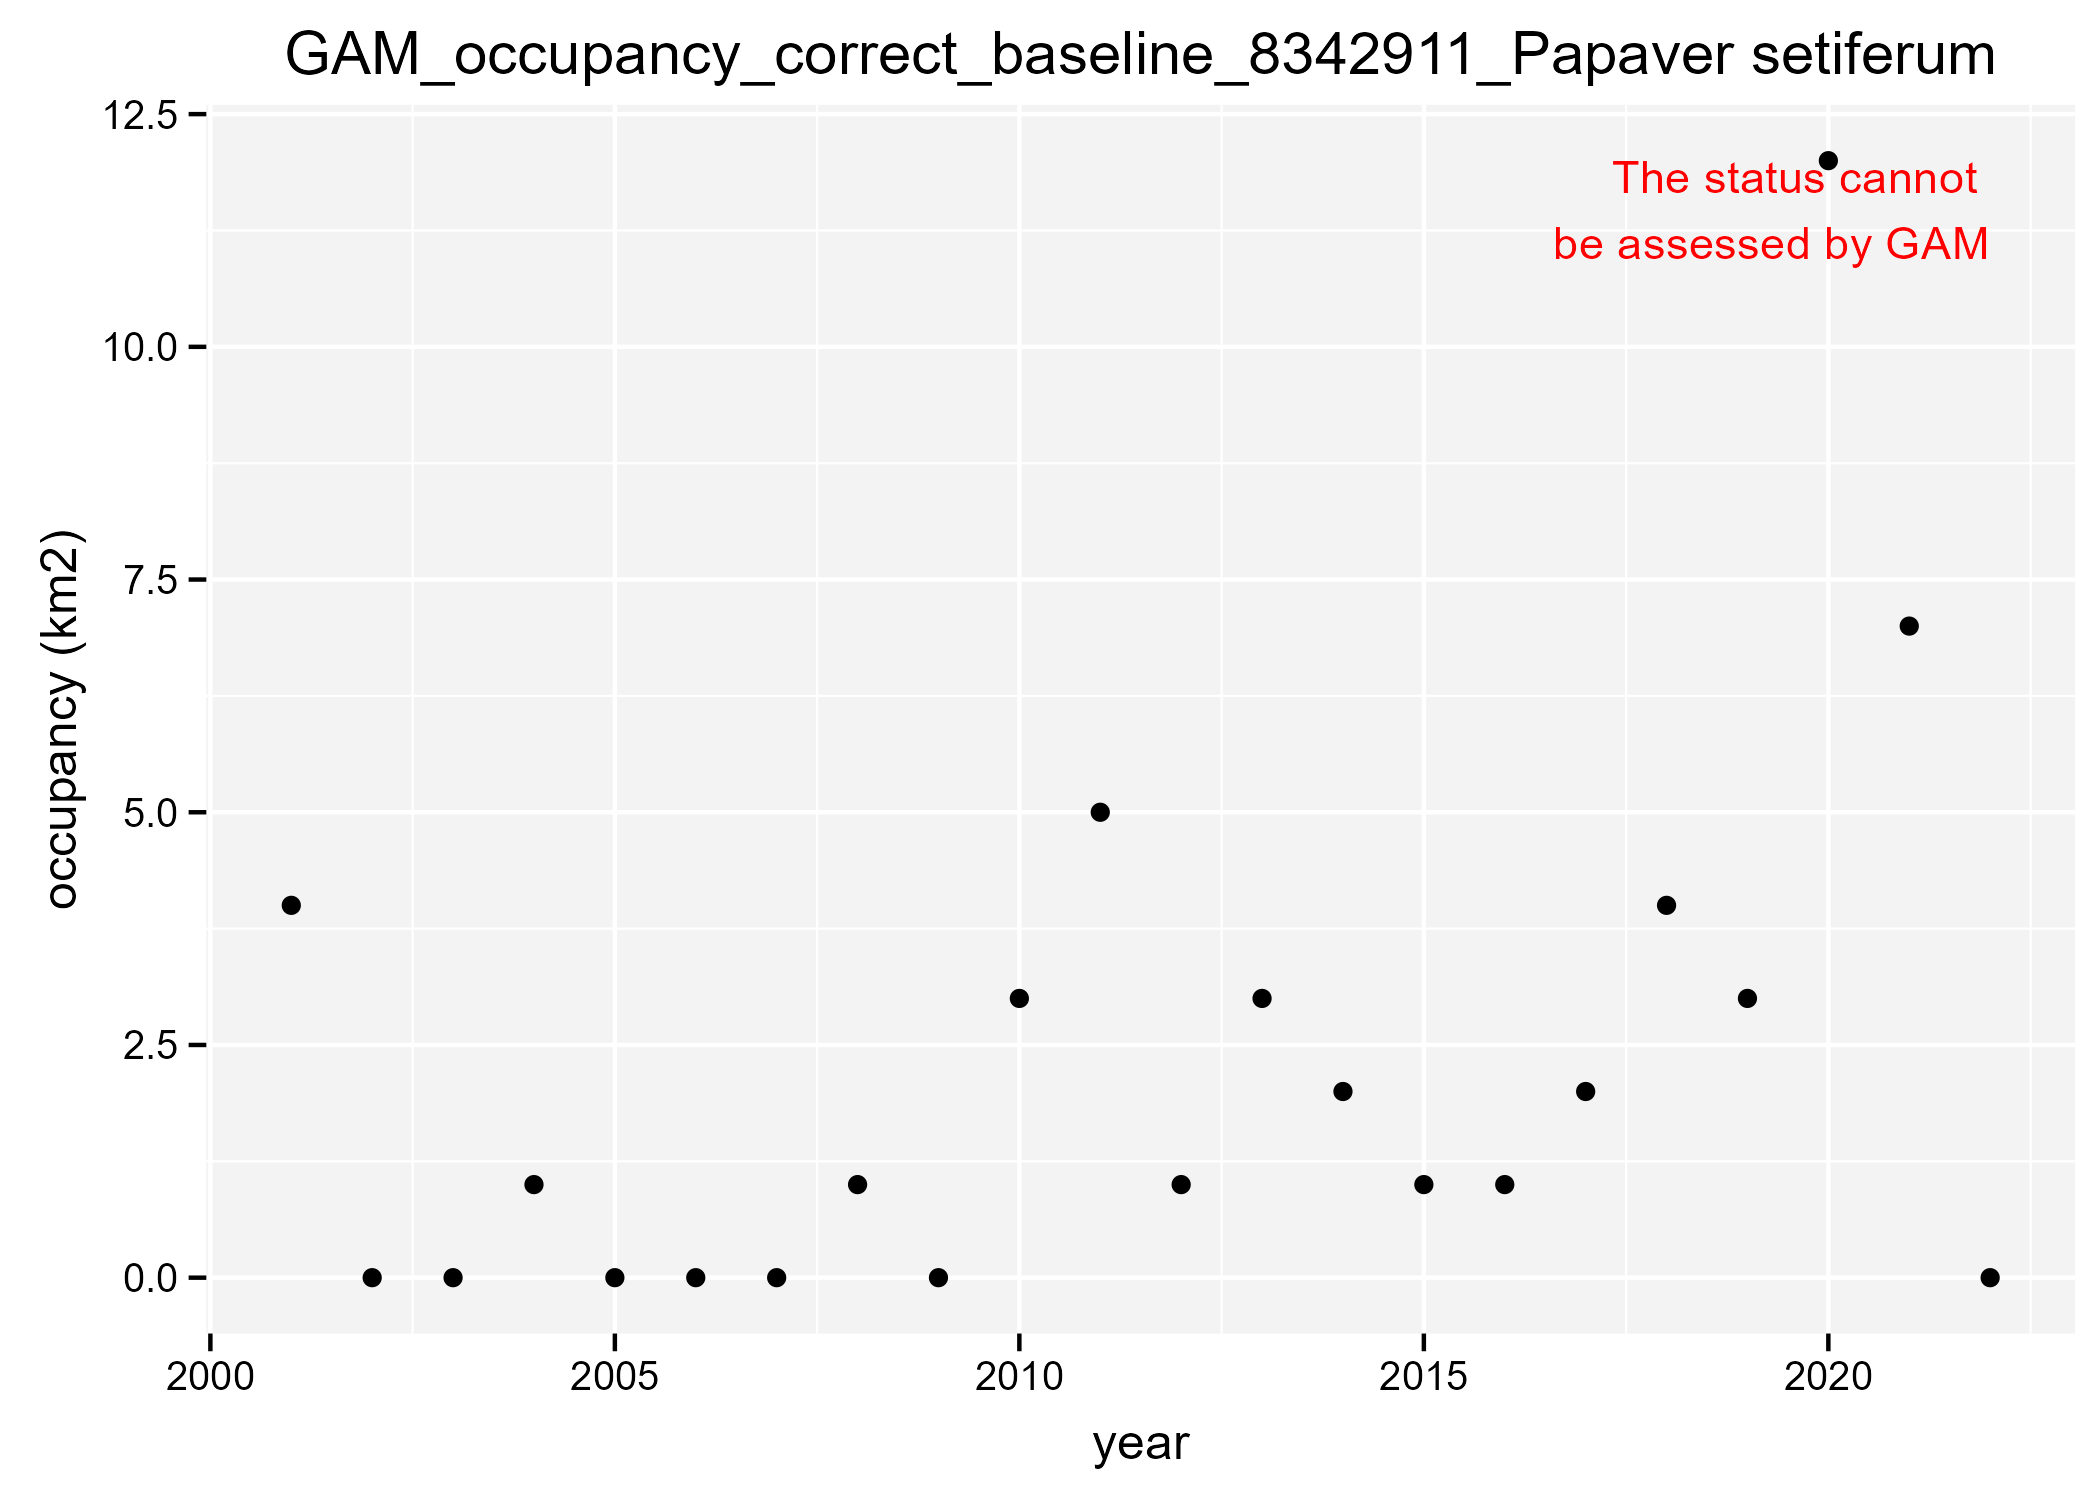 GAM_occupancy_correct_baseline_8342911_Papaver setiferum
12.5
The status cannot
be assessed by GAM
10.0
7.5
occupancy (km2)
5.0
2.5
0.0
2000 2005 2010 2015 2020
year